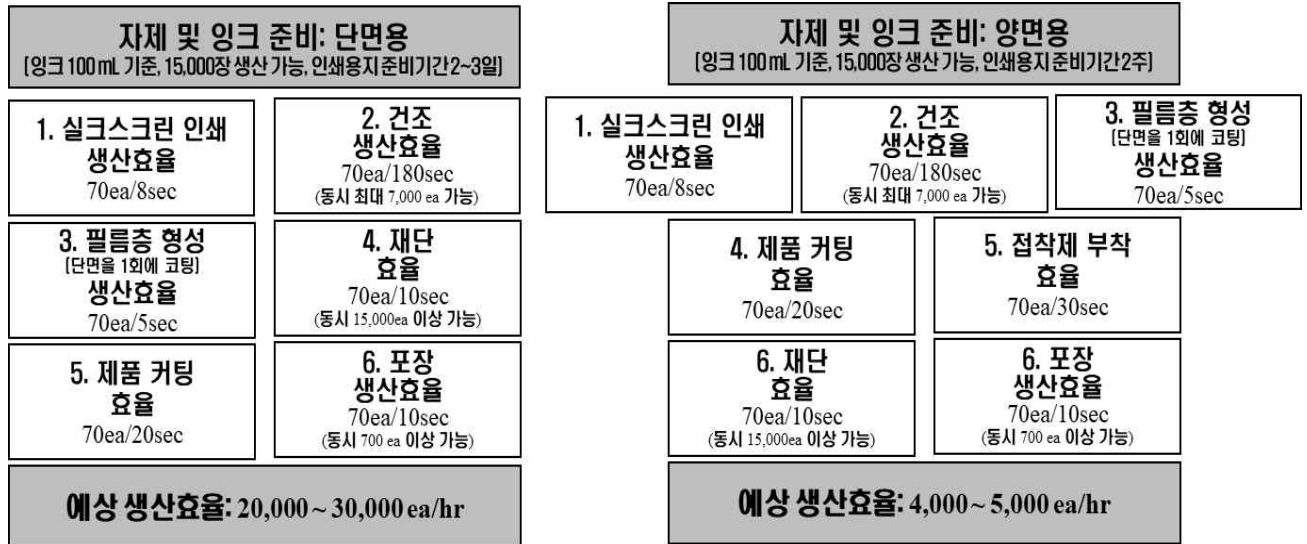 자제 및 잉크 준비: 단면용
[잉크 100 mL 기준, 15,000장 생산 가능, 인쇄용지 준비기간 2~3일]
1. 실크스크린 인쇄
생산효율
70ea/8sec
2. 건조
생산효율
70ea/180sec
(동시 최대 7,000 ea 가능)
3. 필름층 형성
[단면을 1회에 코팅]
생산효율
70ea/5sec
4. 재단
효율
70ea/10sec
(동시 15,000ea 이상 가능)
5. 제품 커팅
효율
70ea/20sec
6. 포장
생산효율
70ea/10sec
(동시 700 ea 이상 가능)
예상 생산효율: 20,000 ~ 30,000 ea/hr
자제 및 잉크 준비: 양면용
[잉크 100 mL 기준, 15,000장 생산 가능, 인쇄용지 준비기간 2주]
1. 실크스크린 인쇄
생산효율
70ea/8sec
2. 건조
생산효율
70ea/180sec
(동시 최대 7,000 ea 가능)
3. 필름층 형성
[단면을 1회에 코팅]
생산효율
70ea/5sec
4. 제품 커팅
효율
70ea/20sec
5. 접착제 부착
효율
70ea/30sec
6. 재단
효율
70ea/10sec
(동시 15,000ea 이상 가능)
6. 포장
생산효율
70ea/10sec
(동시 700 ea 이상 가능)
예상 생산효율: 4,000 ~ 5,000 ea/hr